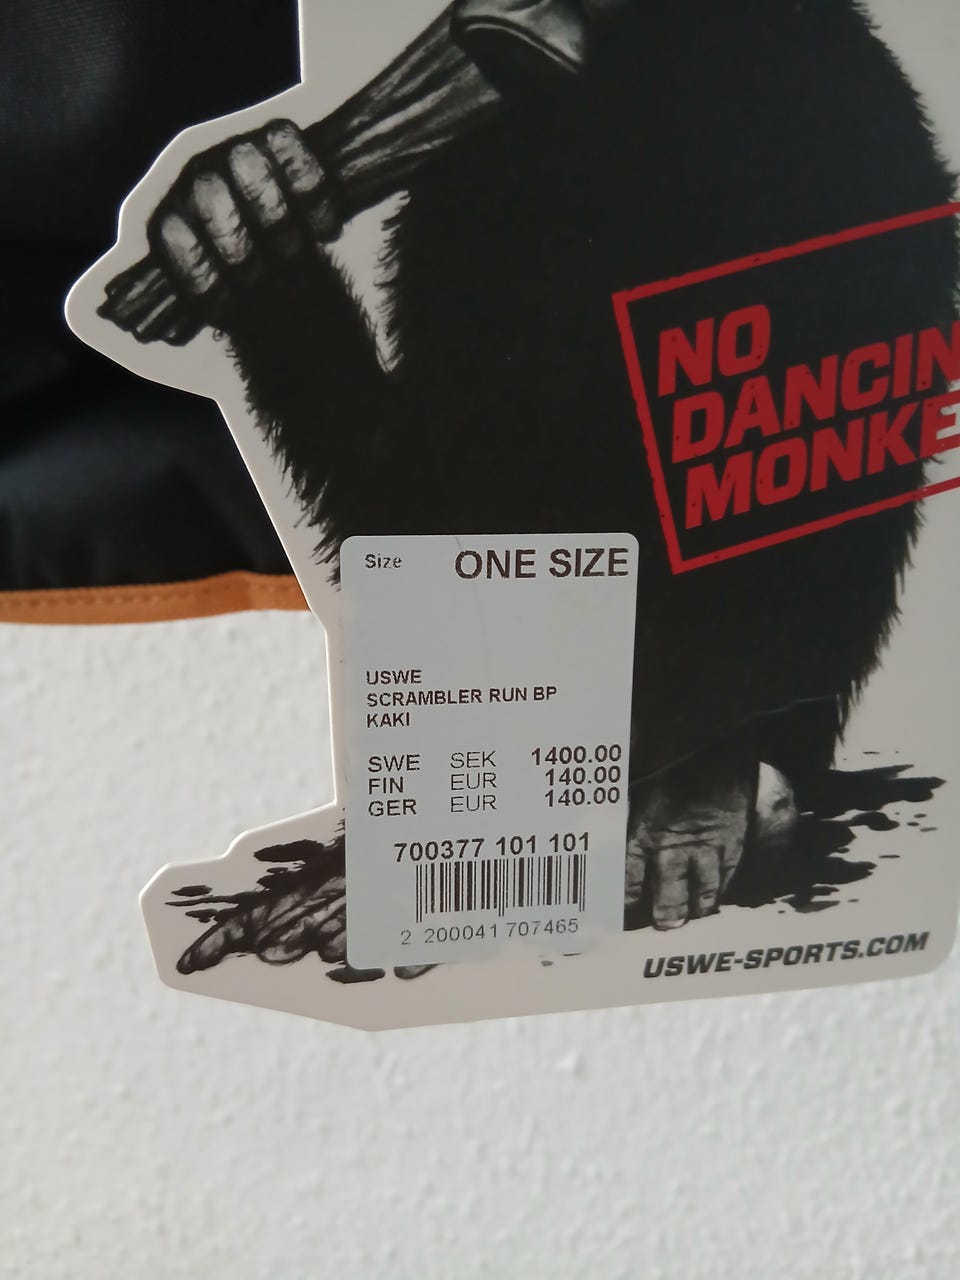 NO
DANCIN
MONKE
Size ONE SIZE
USWE
SCRAMBLER RUN BP
KAKI
SWE SEK 1400.00
FIN EUR 140.00
GER EUR 140.00
700377 101 101
2 200041 707465
USWE-SPORTS.COM